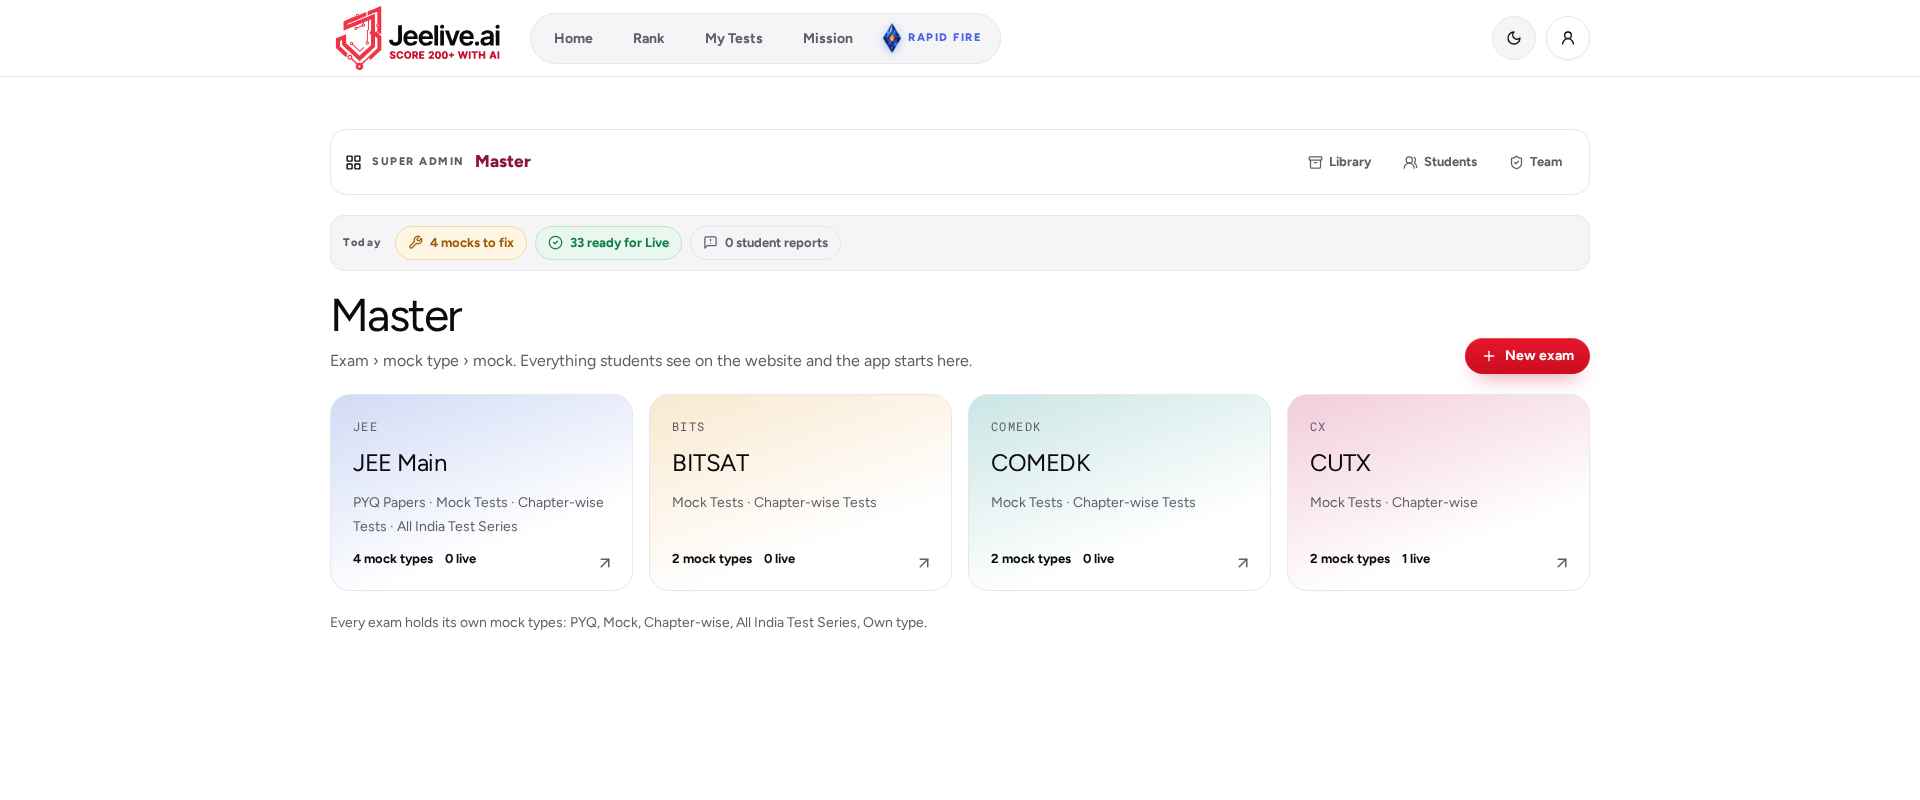 Jeelive.ai
SCORE 200+ WITH AI
Home Rank My Tests Mission RAPID FIRE
SUPER ADMIN Master Library Students Team
Today 4 mocks to fix 33 ready for Live 0 student reports
Master
Exam › mock type › mock. Everything students see on the website and the app starts here.
New exam
JEE
JEE Main
PYQ Papers · Mock Tests · Chapter-wise
Tests · All India Test Series
4 mock types 0 live
BITS
BITSAT
Mock Tests · Chapter-wise Tests
2 mock types 0 live
COMEDK
COMEDK
Mock Tests · Chapter-wise Tests
2 mock types 0 live
CX
CUTX
Mock Tests · Chapter-wise
2 mock types 1 live
Every exam holds its own mock types: PYQ, Mock, Chapter-wise, All India Test Series, Own type.